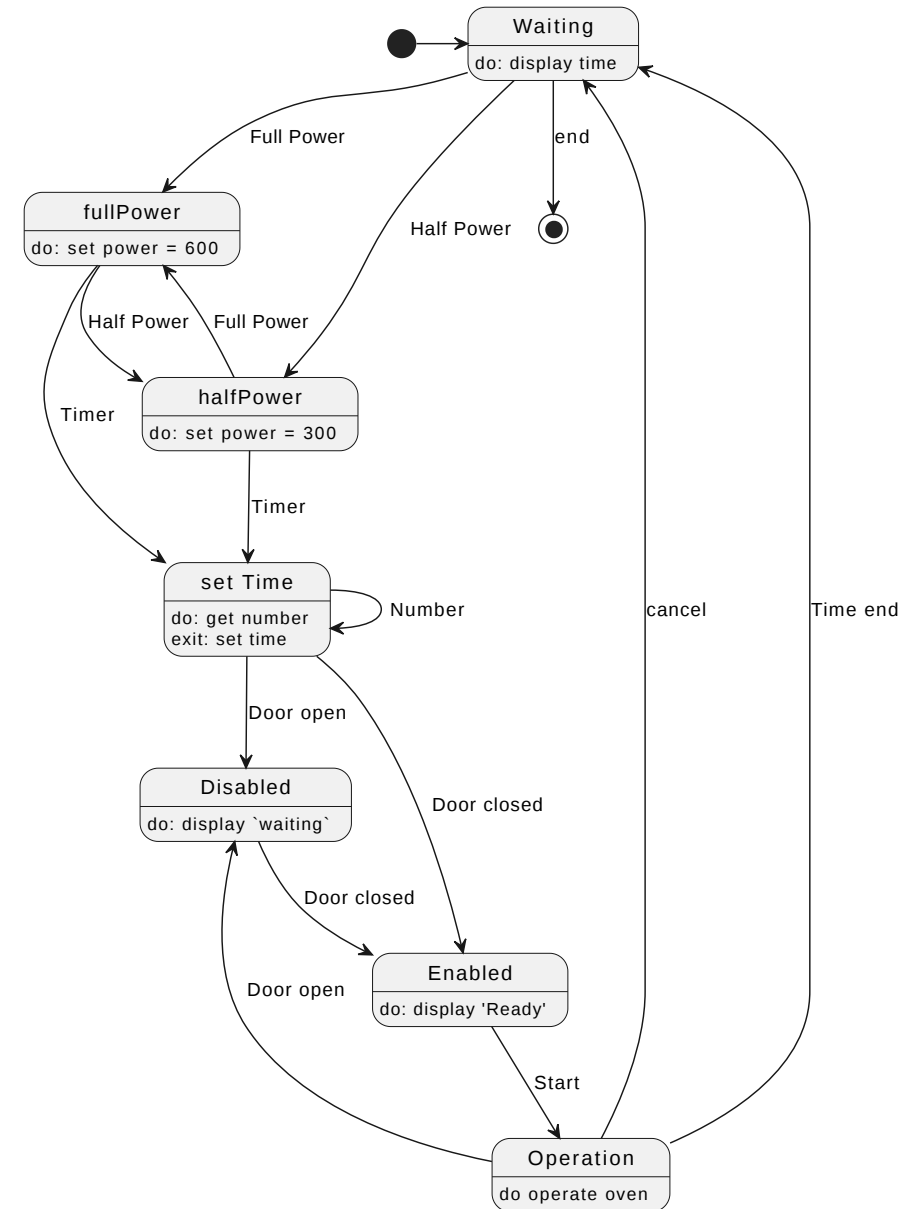 Waiting
do: display time
Full Power
end
Half Power
fullPower
do: set power = 600
Half Power
Full Power
halfPower
do: set power = 300
Timer
Timer
set Time
do: get number
exit: set time
Number
cancel
Time end
Door open
Disabled
do: display `waiting`
Door closed
Door closed
Enabled
do: display 'Ready'
Door open
Start
Operation
do operate oven